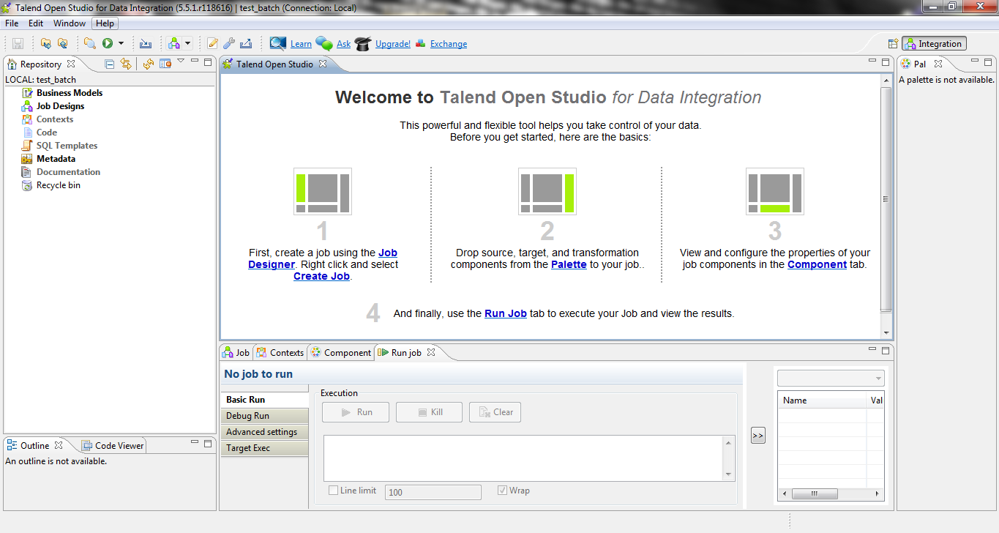 Talend Open Studio for Data Integration (5.5.1.r118616) | test_batch (Connection: Local)
File Edit Window Help
Learn Ask Upgrade! Exchange Integration
Repository
LOCAL: test_batch
Business Models
Job Designs
Contexts
Code
SQL Templates
Metadata
Documentation
Recycle bin
Outline Code Viewer
An outline is not available.
Talend Open Studio
Welcome to Talend Open Studio for Data Integration
This powerful and flexible tool helps you take control of your data.
Before you get started, here are the basics:
1
First, create a job using the Job
Designer. Right click and select
Create Job.
2
Drop source, target, and transformation
components from the Palette to your job..
3
View and configure the properties of your
job components in the Component tab.
4 And finally, use the Run Job tab to execute your Job and view the results.
Job Contexts Component Run job
No job to run
Basic Run
Debug Run
Advanced settings
Target Exec
Execution
Run Kill Clear
Line limit 100 Wrap
>>
Name Val
Pal
A palette is not available.